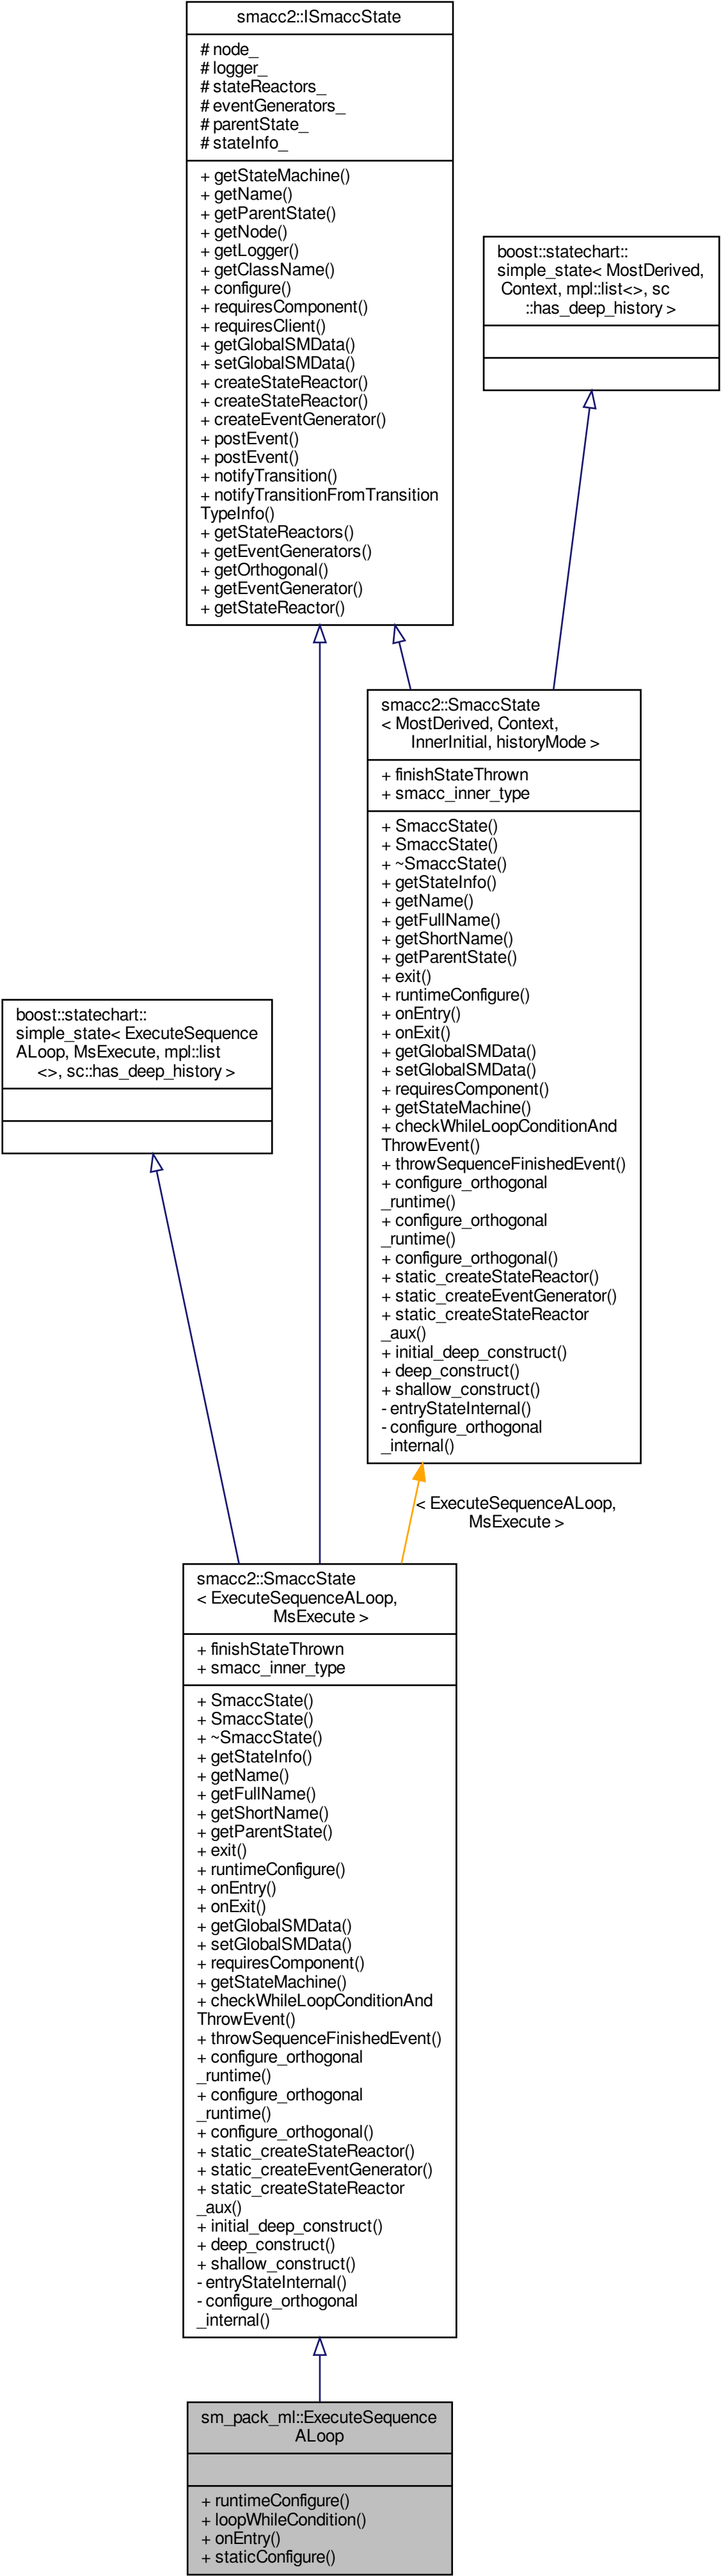 smacc2::ISmaccState
# node_
# logger_
# stateReactors_
# eventGenerators_
# parentState_
# stateInfo_
+ getStateMachine()
+ getName()
+ getParentState()
+ getNode()
+ getLogger()
+ getClassName()
+ configure()
+ requiresComponent()
+ requiresClient()
+ getGlobalSMData()
+ setGlobalSMData()
+ createStateReactor()
+ createStateReactor()
+ createEventGenerator()
+ postEvent()
+ postEvent()
+ notifyTransition()
+ notifyTransitionFromTransition
TypeInfo()
+ getStateReactors()
+ getEventGenerators()
+ getOrthogonal()
+ getEventGenerator()
+ getStateReactor()
boost::statechart::
simple_state< MostDerived,
Context, mpl::list<>, sc
::has_deep_history >
smacc2::SmaccState
< MostDerived, Context,
InnerInitial, historyMode >
+ finishStateThrown
+ smacc_inner_type
+ SmaccState()
+ SmaccState()
+ ~SmaccState()
+ getStateInfo()
+ getName()
+ getFullName()
+ getShortName()
+ getParentState()
+ exit()
+ runtimeConfigure()
+ onEntry()
+ onExit()
+ getGlobalSMData()
+ setGlobalSMData()
+ requiresComponent()
+ getStateMachine()
+ checkWhileLoopConditionAnd
ThrowEvent()
+ throwSequenceFinishedEvent()
+ configure_orthogonal
_runtime()
+ configure_orthogonal
_runtime()
+ configure_orthogonal()
+ static_createStateReactor()
+ static_createEventGenerator()
+ static_createStateReactor
_aux()
+ initial_deep_construct()
+ deep_construct()
+ shallow_construct()
- entryStateInternal()
- configure_orthogonal
_internal()
boost::statechart::
simple_state< ExecuteSequence
ALoop, MsExecute, mpl::list
<>, sc::has_deep_history >
< ExecuteSequenceALoop,
MsExecute >
smacc2::SmaccState
< ExecuteSequenceALoop,
MsExecute >
+ finishStateThrown
+ smacc_inner_type
+ SmaccState()
+ SmaccState()
+ ~SmaccState()
+ getStateInfo()
+ getName()
+ getFullName()
+ getShortName()
+ getParentState()
+ exit()
+ runtimeConfigure()
+ onEntry()
+ onExit()
+ getGlobalSMData()
+ setGlobalSMData()
+ requiresComponent()
+ getStateMachine()
+ checkWhileLoopConditionAnd
ThrowEvent()
+ throwSequenceFinishedEvent()
+ configure_orthogonal
_runtime()
+ configure_orthogonal
_runtime()
+ configure_orthogonal()
+ static_createStateReactor()
+ static_createEventGenerator()
+ static_createStateReactor
_aux()
+ initial_deep_construct()
+ deep_construct()
+ shallow_construct()
- entryStateInternal()
- configure_orthogonal
_internal()
sm_pack_ml::ExecuteSequence
ALoop
+ runtimeConfigure()
+ loopWhileCondition()
+ onEntry()
+ staticConfigure()